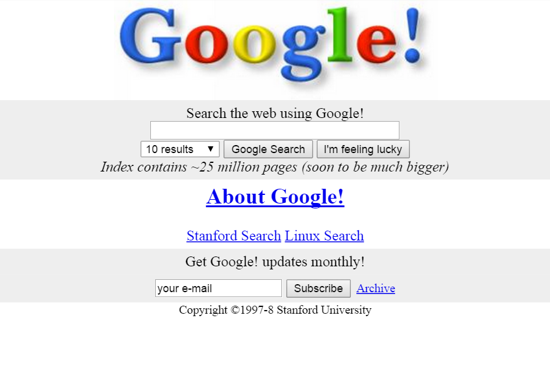 Google!
Search the web using Google!
10 results Google Search I'm feeling lucky
Index contains ~25 million pages (soon to be much bigger)
About Google!
Stanford Search Linux Search
Get Google! updates monthly!
your e-mail Subscribe Archive
Copyright ©1997-8 Stanford University